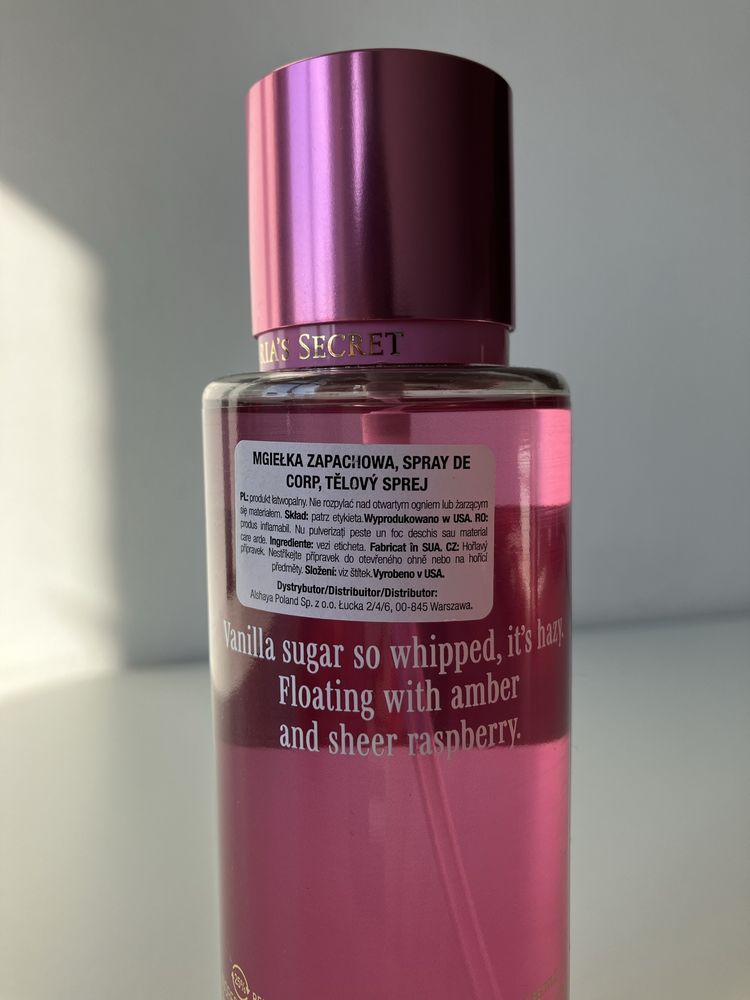 SECRET
MGIEŁKA ZAPACHOWA, SPRAY DE
CORP, TĚLOVÝ SPREJ
PL: produkt łatwopalny. Nie rozpylać nad otwartym ogniem lub żarzącym
się materiałem. Skład: patrz etykieta.Wyprodukowano w USA. RO:
produs inflamabil. Nu pulverizați peste un foc deschis sau material
care arde. Ingrediente: vezi eticheta. Fabricat în SUA. CZ: Hořlavý
přípravek. Nestříkejte přípravek do otevřeného ohně nebo na hořící
předměty. Složení: viz štítek.Vyrobeno v USA.
Dystrybutor/Distribuitor/Distributor:
Alshaya Poland Sp. z o.o. Łucka 2/4/6, 00-845 Warszawa.
Vanilla sugar so whipped, it's hazy.
Floating with amber
and sheer raspberry.
25%